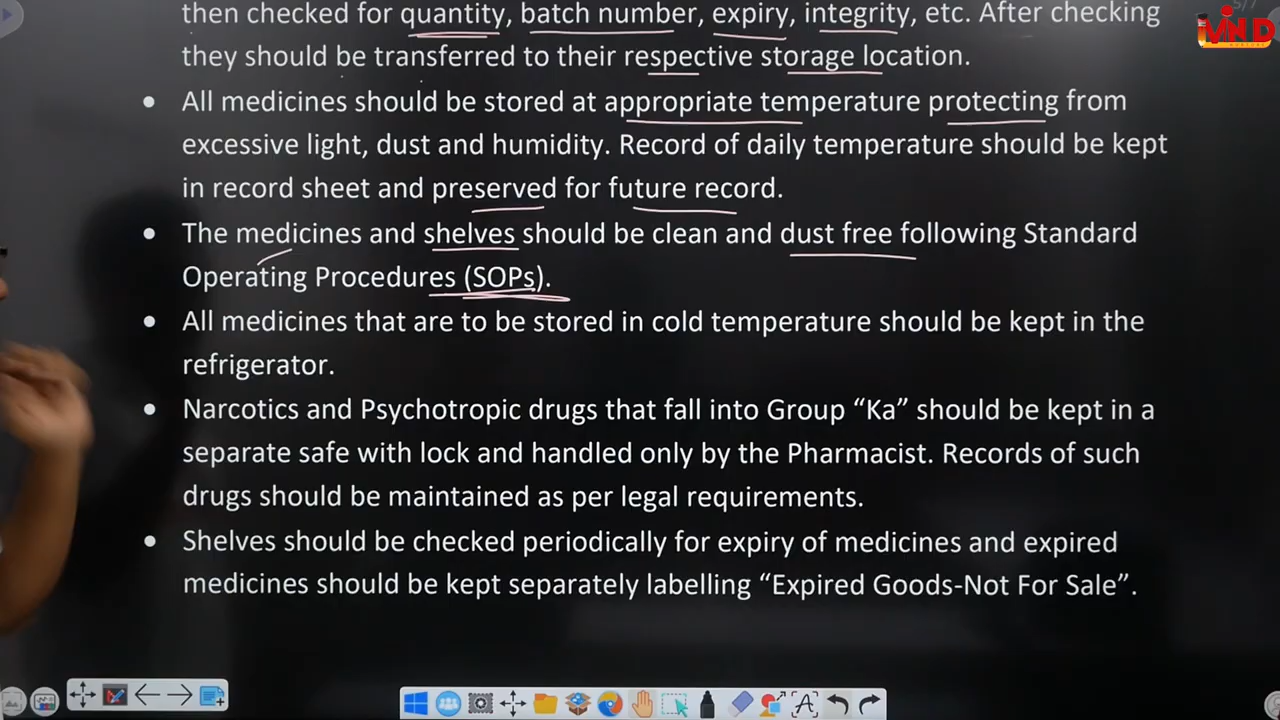 then checked for quantity, batch number, expiry, integrity, etc. After checking
they should be transferred to their respective storage location.
• All medicines should be stored at appropriate temperature protecting from
excessive light, dust and humidity. Record of daily temperature should be kept
in record sheet and preserved for future record.
• The medicines and shelves should be clean and dust free following Standard
Operating Procedures (SOPs).
• All medicines that are to be stored in cold temperature should be kept in the
refrigerator.
• Narcotics and Psychotropic drugs that fall into Group “Ka” should be kept in a
separate safe with lock and handled only by the Pharmacist. Records of such
drugs should be maintained as per legal requirements.
• Shelves should be checked periodically for expiry of medicines and expired
medicines should be kept separately labelling “Expired Goods-Not For Sale”.